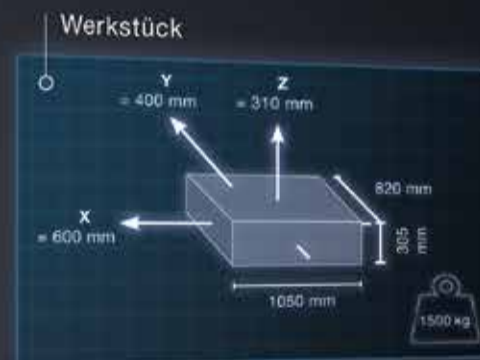 Werkstück
Y
= 400 mm
Z
= 310 mm
820 mm
X
= 600 mm
305
mm
1050 mm
1500 kg